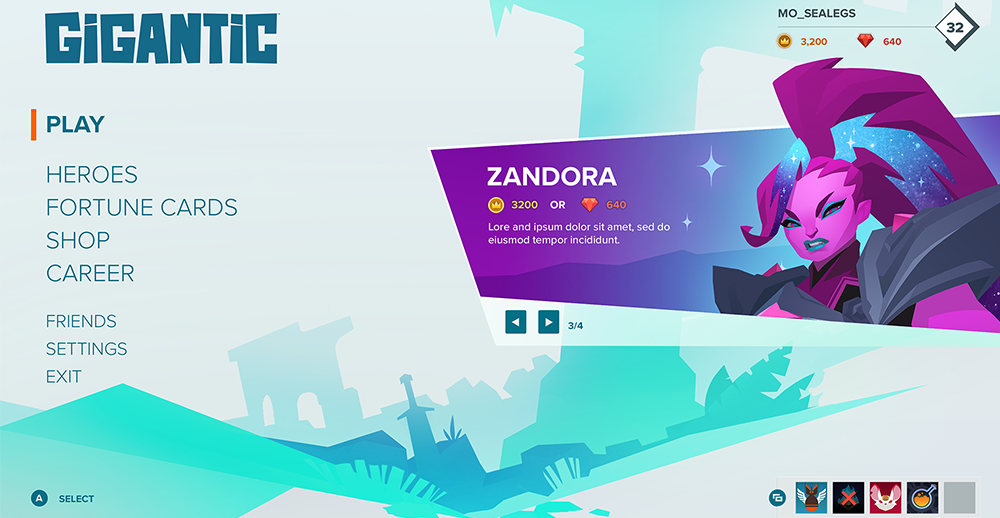 GIGANTIC
MO_SEALEGS
3,200
640
32
PLAY
HEROES
FORTUNE CARDS
SHOP
CAREER
FRIENDS
SETTINGS
EXIT
ZANDORA
3200 OR 640
Lore and ipsum dolor sit amet, sed do
eiusmod tempor incididunt.
3/4
A SELECT